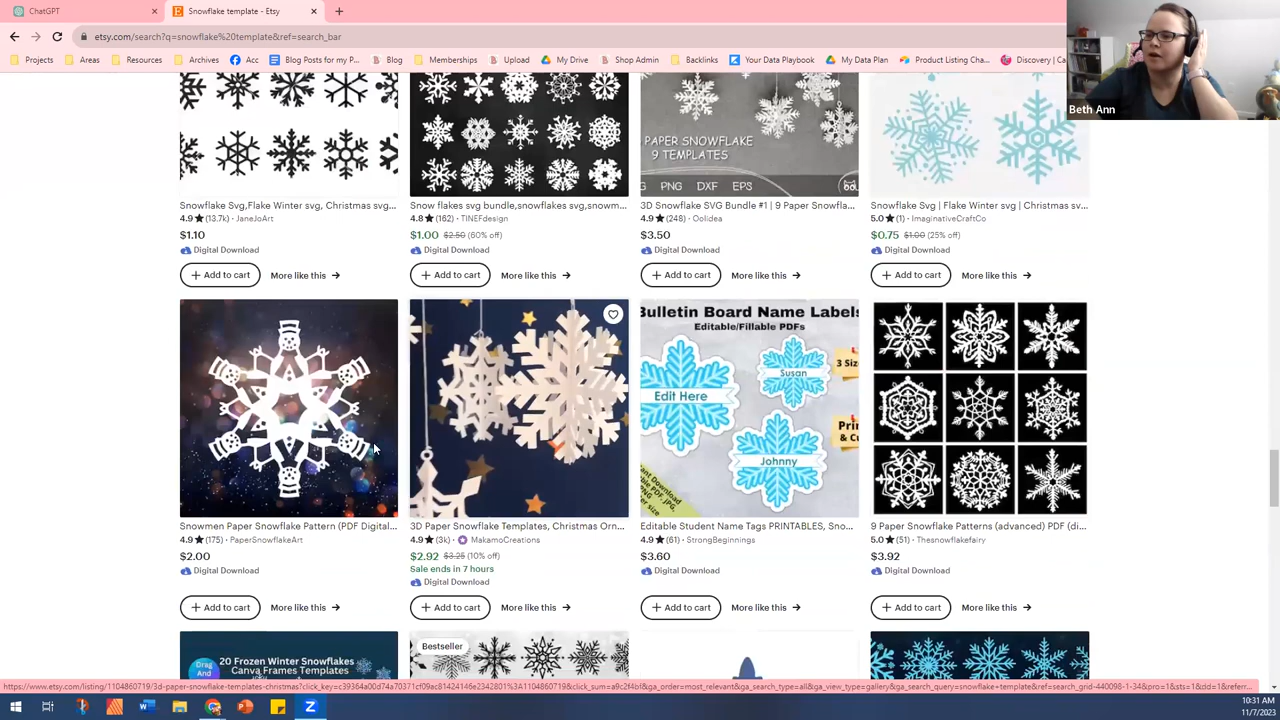 ChatGPT
Snowflake template - Etsy
etsy.com/search?q=snowflake%20template&ref=search_bar
Projects
Areas
Resources
Archives
Acc
Blog Posts for my P...
Blog
Memberships
Upload
My Drive
Shop Admin
Backlinks
Your Data Playbook
My Data Plan
Product Listing Cha...
Discovery | Ca
Beth Ann
PAPER SNOWFLAKE
9 TEMPLATES
G PNG DXF EPS
Snowflake Svg,Flake Winter svg, Christmas svg...
4.9★ (13.7k) · JaneJoArt
$1.10
Digital Download
+ Add to cart
More like this →
Snow flakes svg bundle,snowflakes svg,snowm...
4.8★ (162) · TINEFdesign
$1.00 $2.50 (60% off)
Digital Download
+ Add to cart
More like this →
3D Snowflake SVG Bundle #1 | 9 Paper Snowfla...
4.9★ (248) · Oolidea
$3.50
Digital Download
+ Add to cart
More like this →
Snowflake Svg | Flake Winter svg | Christmas sv...
5.0★ (1) · ImaginativeCraftCo
$0.75 $1.00 (25% off)
Digital Download
+ Add to cart
More like this →
Bulletin Board Name Labels
Editable/Fillable PDFs
3 Siz
Susan
Edit Here
Prin
& Cu
Johnny
Snowmen Paper Snowflake Pattern (PDF Digital...
4.9★ (175) · PaperSnowflakeArt
$2.00
Digital Download
+ Add to cart
More like this →
3D Paper Snowflake Templates, Christmas Orn...
4.9★ (3k) · MakamoCreations
$2.92 $3.25 (10% off)
Sale ends in 7 hours
Digital Download
+ Add to cart
More like this →
Editable Student Name Tags PRINTABLES, Sno...
4.9★ (61) · StrongBeginnings
$3.60
Digital Download
+ Add to cart
More like this →
9 Paper Snowflake Patterns (advanced) PDF (di...
5.0★ (51) · Thesnowflakefairy
$3.92
Digital Download
+ Add to cart
More like this →
20 Frozen Winter Snowflakes
Canva Frames Templates
Drag
And
Bestseller
10:31 AM
11/7/2023